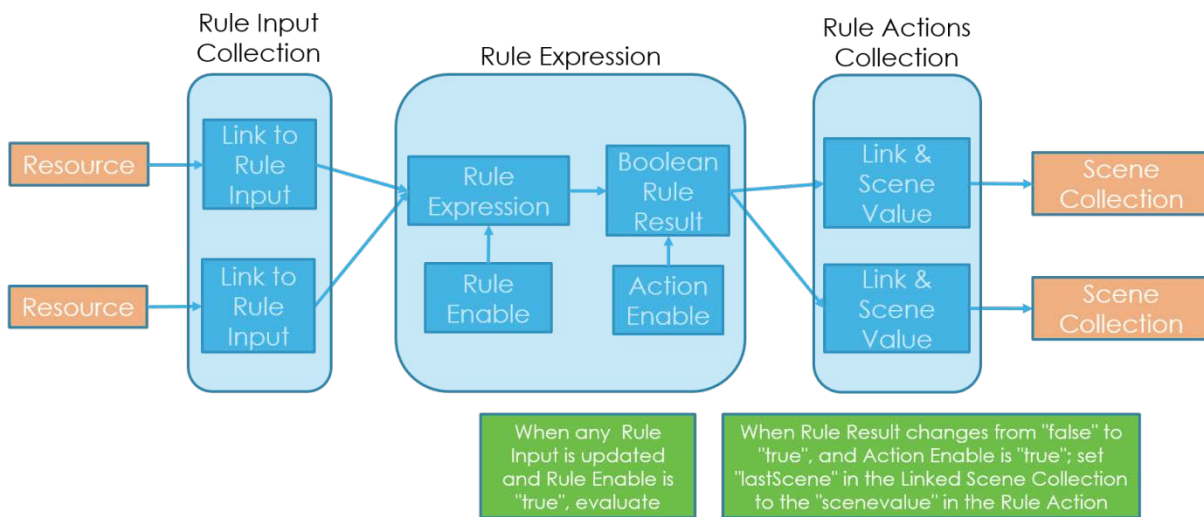 Rule Input
Collection
Rule Expression
Rule Actions
Collection
Resource
Link to
Rule
Input
Rule
Expression
Boolean
Rule
Result
Link &
Scene
Value
Scene
Collection
Resource
Link to
Rule
Input
Rule
Enable
Action
Enable
Link &
Scene
Value
Scene
Collection
When any Rule
Input is updated
and Rule Enable is
"true", evaluate
When Rule Result changes from "false" to
"true", and Action Enable is "true"; set
"lastScene" in the Linked Scene Collection
to the "scenevalue" in the Rule Action